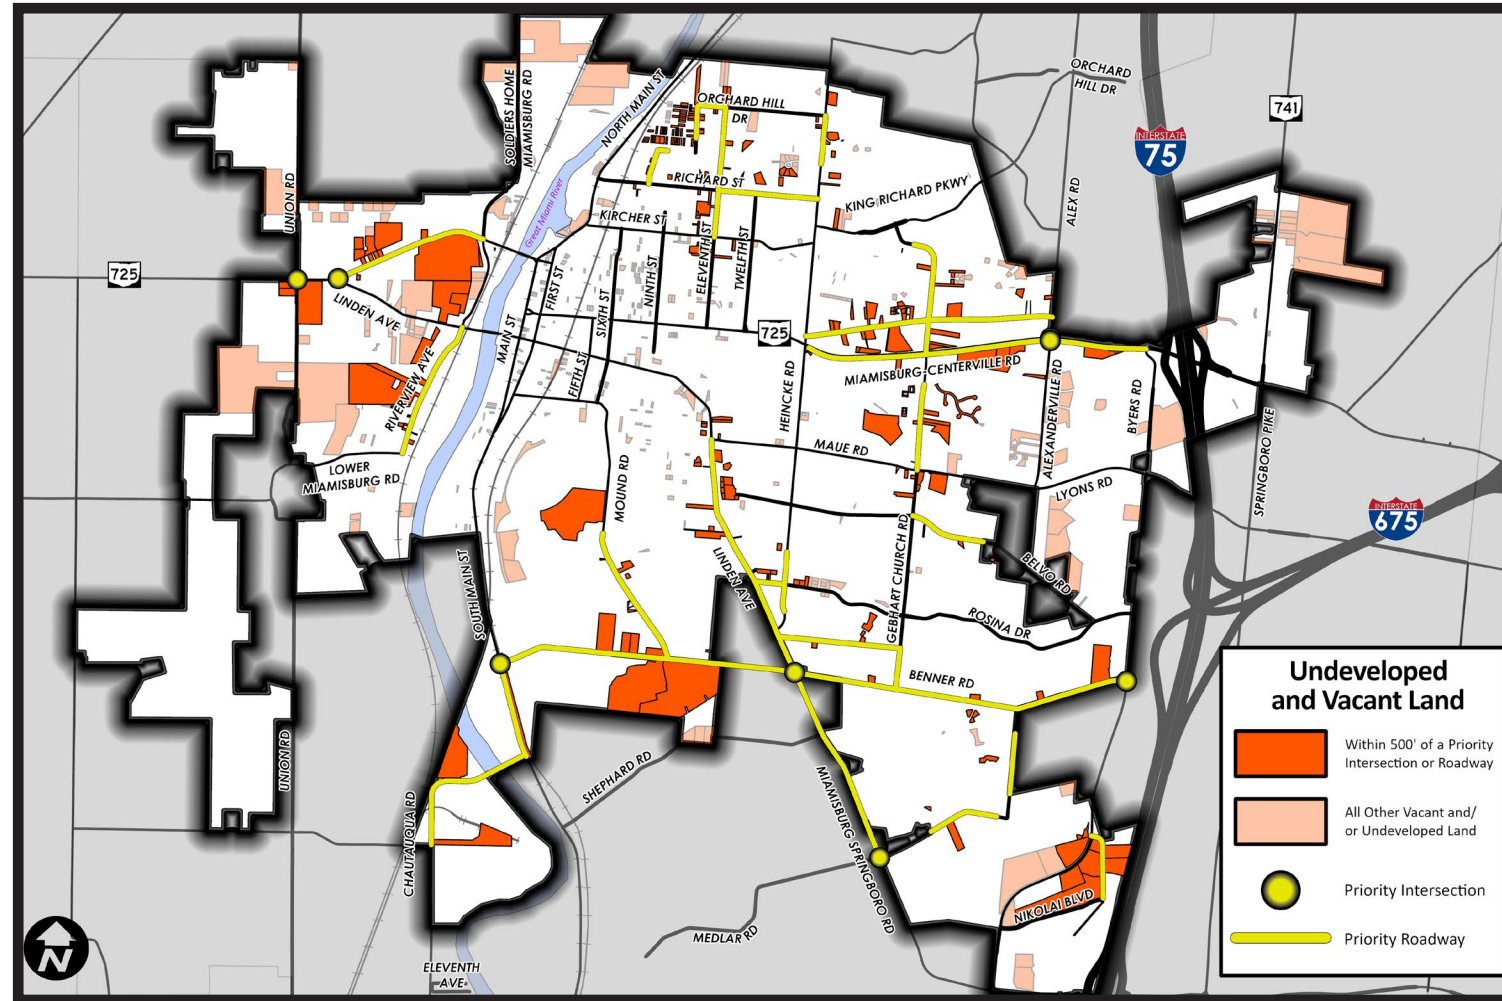 ORCHARD
HILL DR
741
INTERSTATE
75
SOLDIERS HOME
MIAMISBURG RD
NORTH MAIN ST
ORCHARD HILL
DR
UNION RD
RICHARD ST
KING RICHARD PKWY
ALEX RD
Great Miami River
KIRCHER ST
725
FIRST ST
SIXTH ST
NINTH ST
ELEVENTH ST
TWELFTH ST
LINDEN AVE
MAIN ST
725
FIFTH ST
RIVERVIEW AVE
HEINCKE RD
MIAMISBURG-CENTERVILLE RD
ALEXANDERVILLE RD
BYERS RD
SPRINGBORO PIKE
MAUE RD
LOWER
MIAMISBURG RD
MOUND RD
LYONS RD
INTERSTATE
675
SOUTH MAIN ST
LINDEN AVE
GEBHART CHURCH RD
BELVO RD
ROSINA DR
BENNER RD
UNION RD
SHEPHARD RD
CHAUTAUQUA RD
MIAMISBURG SPRINGBORO RD
NIKOLAI BLVD
MEDLAR RD
ELEVENTH
AVE
N
Undeveloped
and Vacant Land
Within 500' of a Priority
Intersection or Roadway
All Other Vacant and/
or Undeveloped Land
Priority Intersection
Priority Roadway